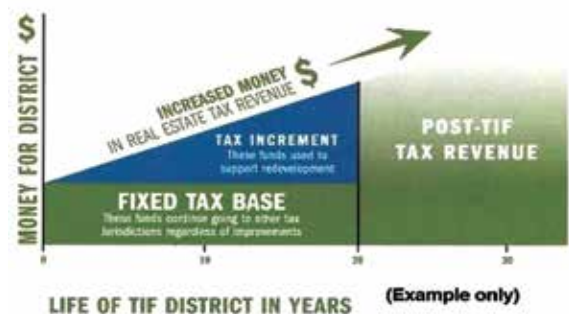 MONEY FOR DISTRICT $
INCREASED MONEY $
IN REAL ESTATE TAX REVENUE
TAX INCREMENT
These funds used to
support redevelopment
FIXED TAX BASE
These funds continue going to other tax
Jurisdictions regardless of improvements
POST-TIF
TAX REVENUE
0 10 20 30
LIFE OF TIF DISTRICT IN YEARS
(Example only)